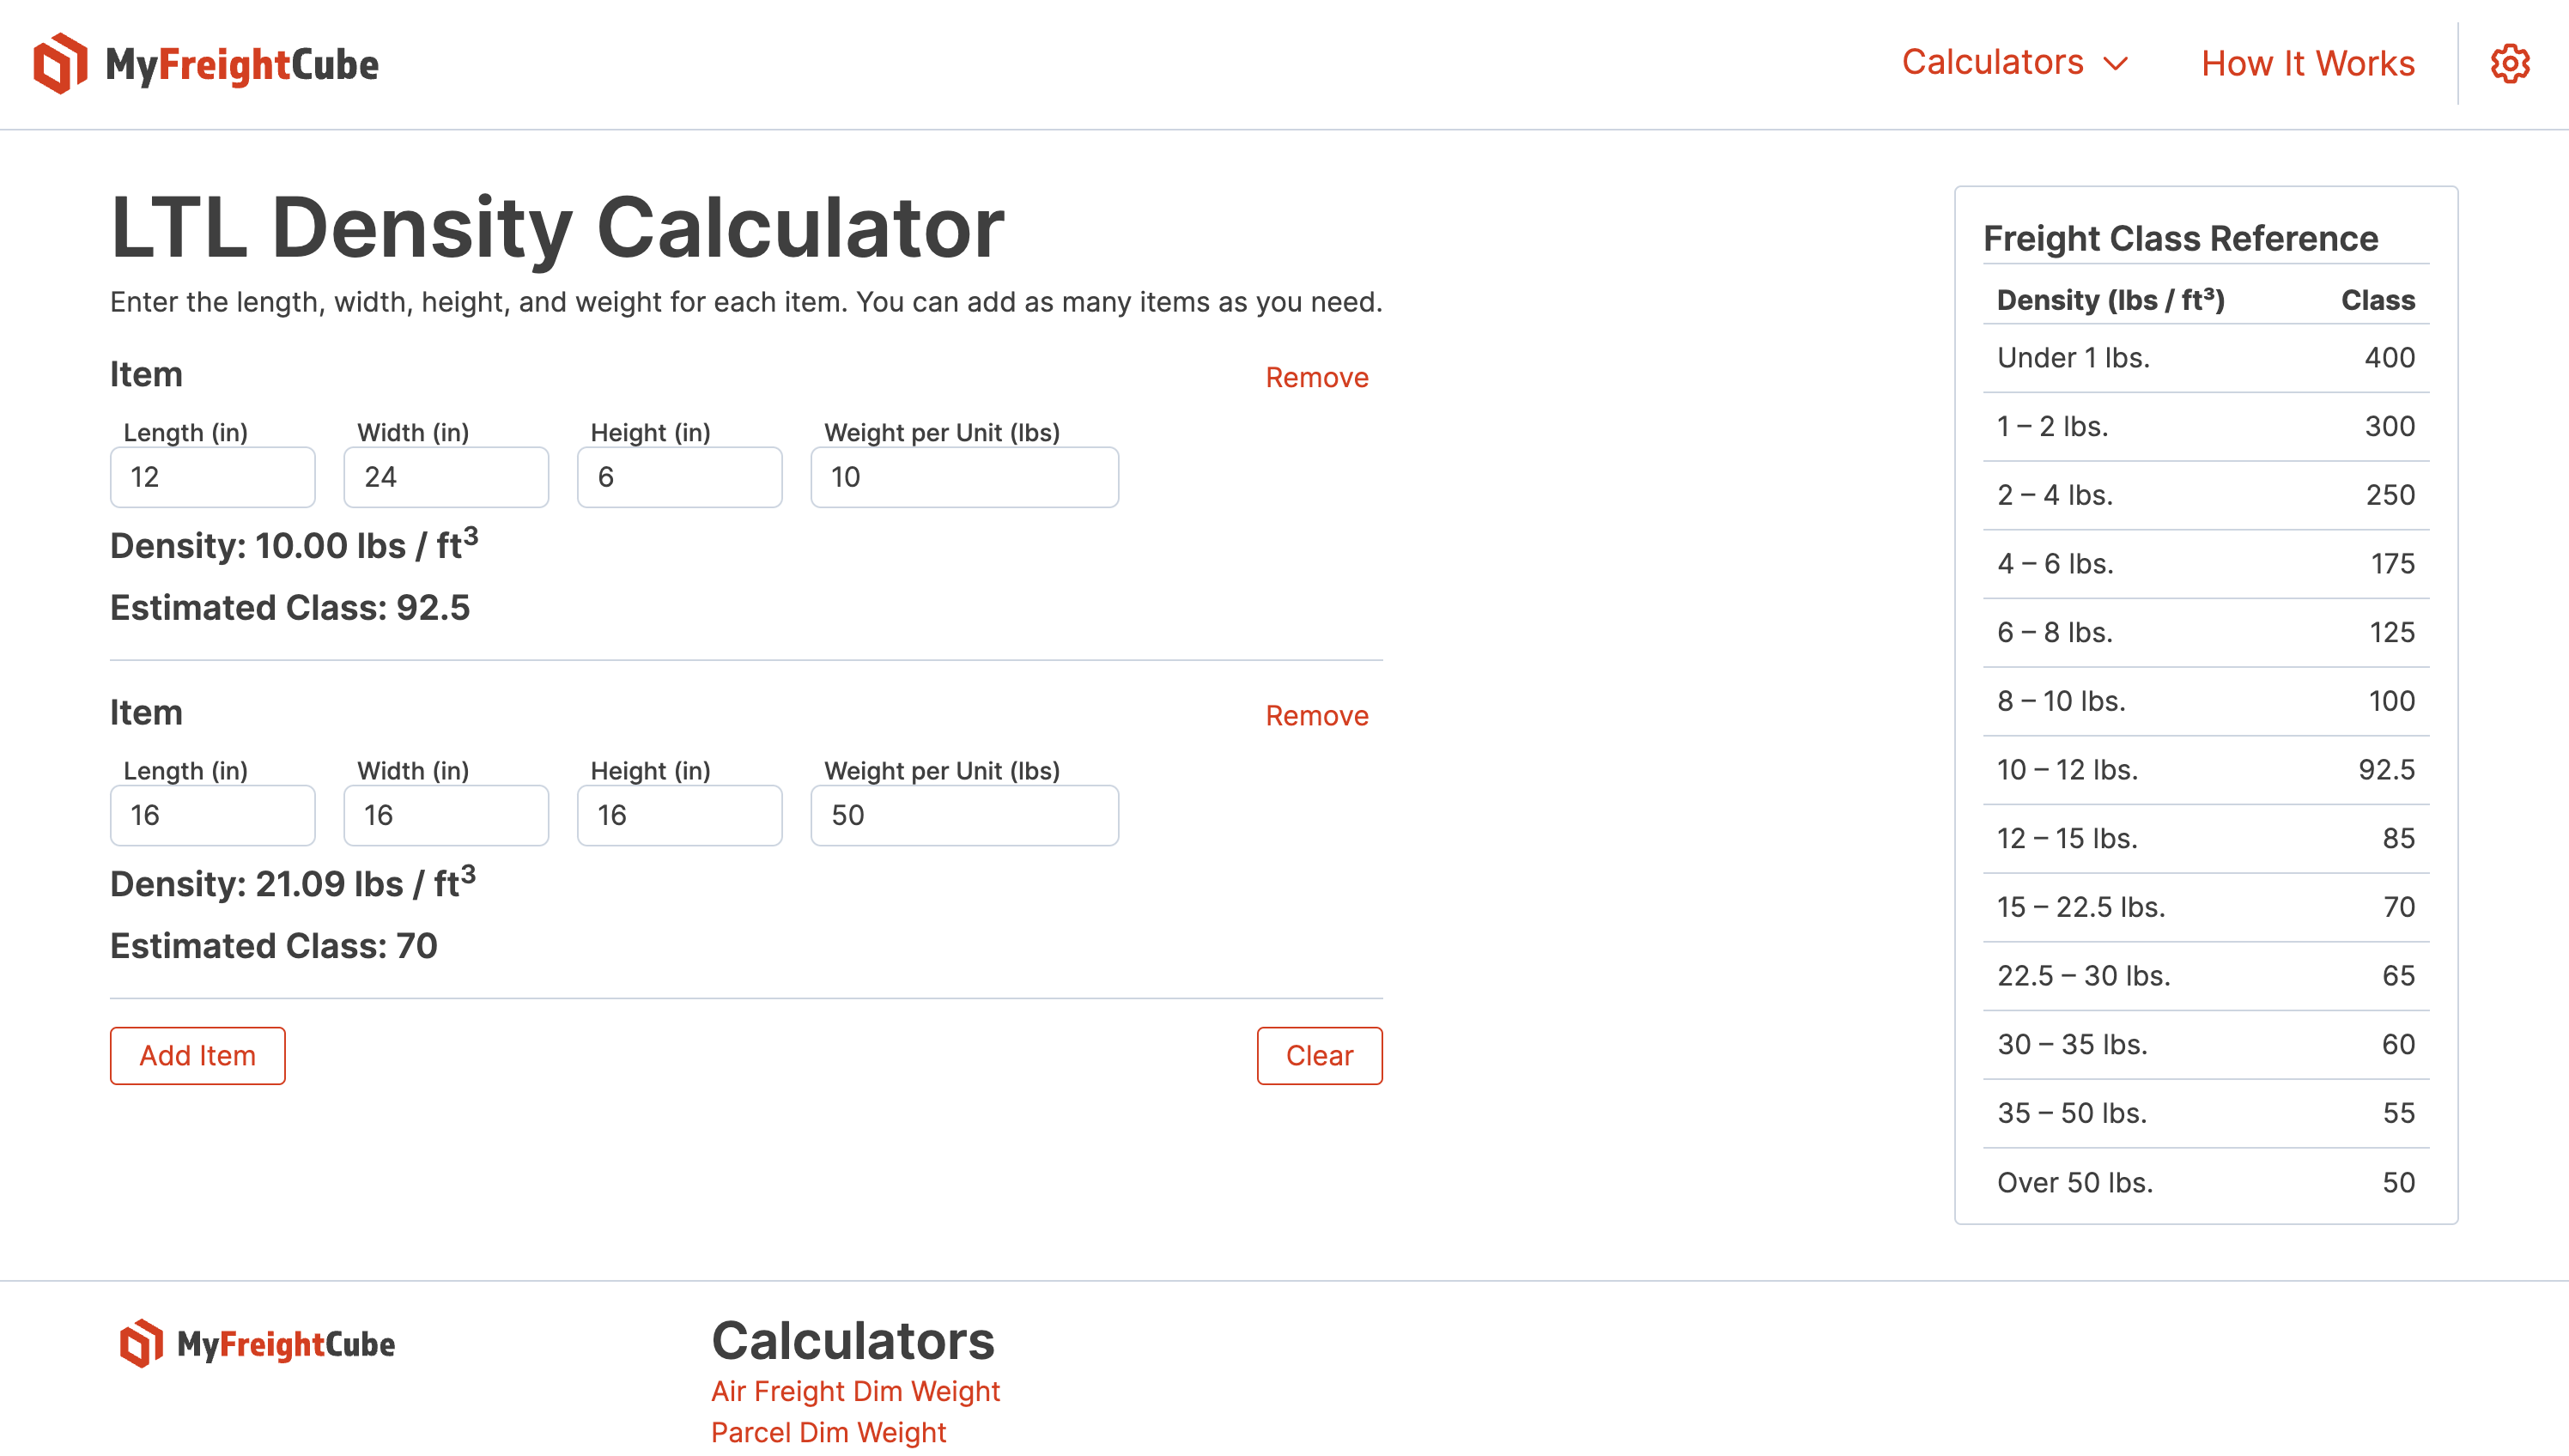 MyFreightCube
Calculators
How It Works
LTL Density Calculator
Enter the length, width, height, and weight for each item. You can add as many items as you need.
Item
Remove
Length (in) Width (in) Height (in) Weight per Unit (lbs)
12 24 6 10
Density: 10.00 lbs / ft³
Estimated Class: 92.5
Item
Remove
Length (in) Width (in) Height (in) Weight per Unit (lbs)
16 16 16 50
Density: 21.09 lbs / ft³
Estimated Class: 70
Add Item
Clear
Freight Class Reference
Density (lbs / ft³) Class
Under 1 lbs. 400
1 – 2 lbs. 300
2 – 4 lbs. 250
4 – 6 lbs. 175
6 – 8 lbs. 125
8 – 10 lbs. 100
10 – 12 lbs. 92.5
12 – 15 lbs. 85
15 – 22.5 lbs. 70
22.5 – 30 lbs. 65
30 – 35 lbs. 60
35 – 50 lbs. 55
Over 50 lbs. 50
MyFreightCube
Calculators
Air Freight Dim Weight
Parcel Dim Weight